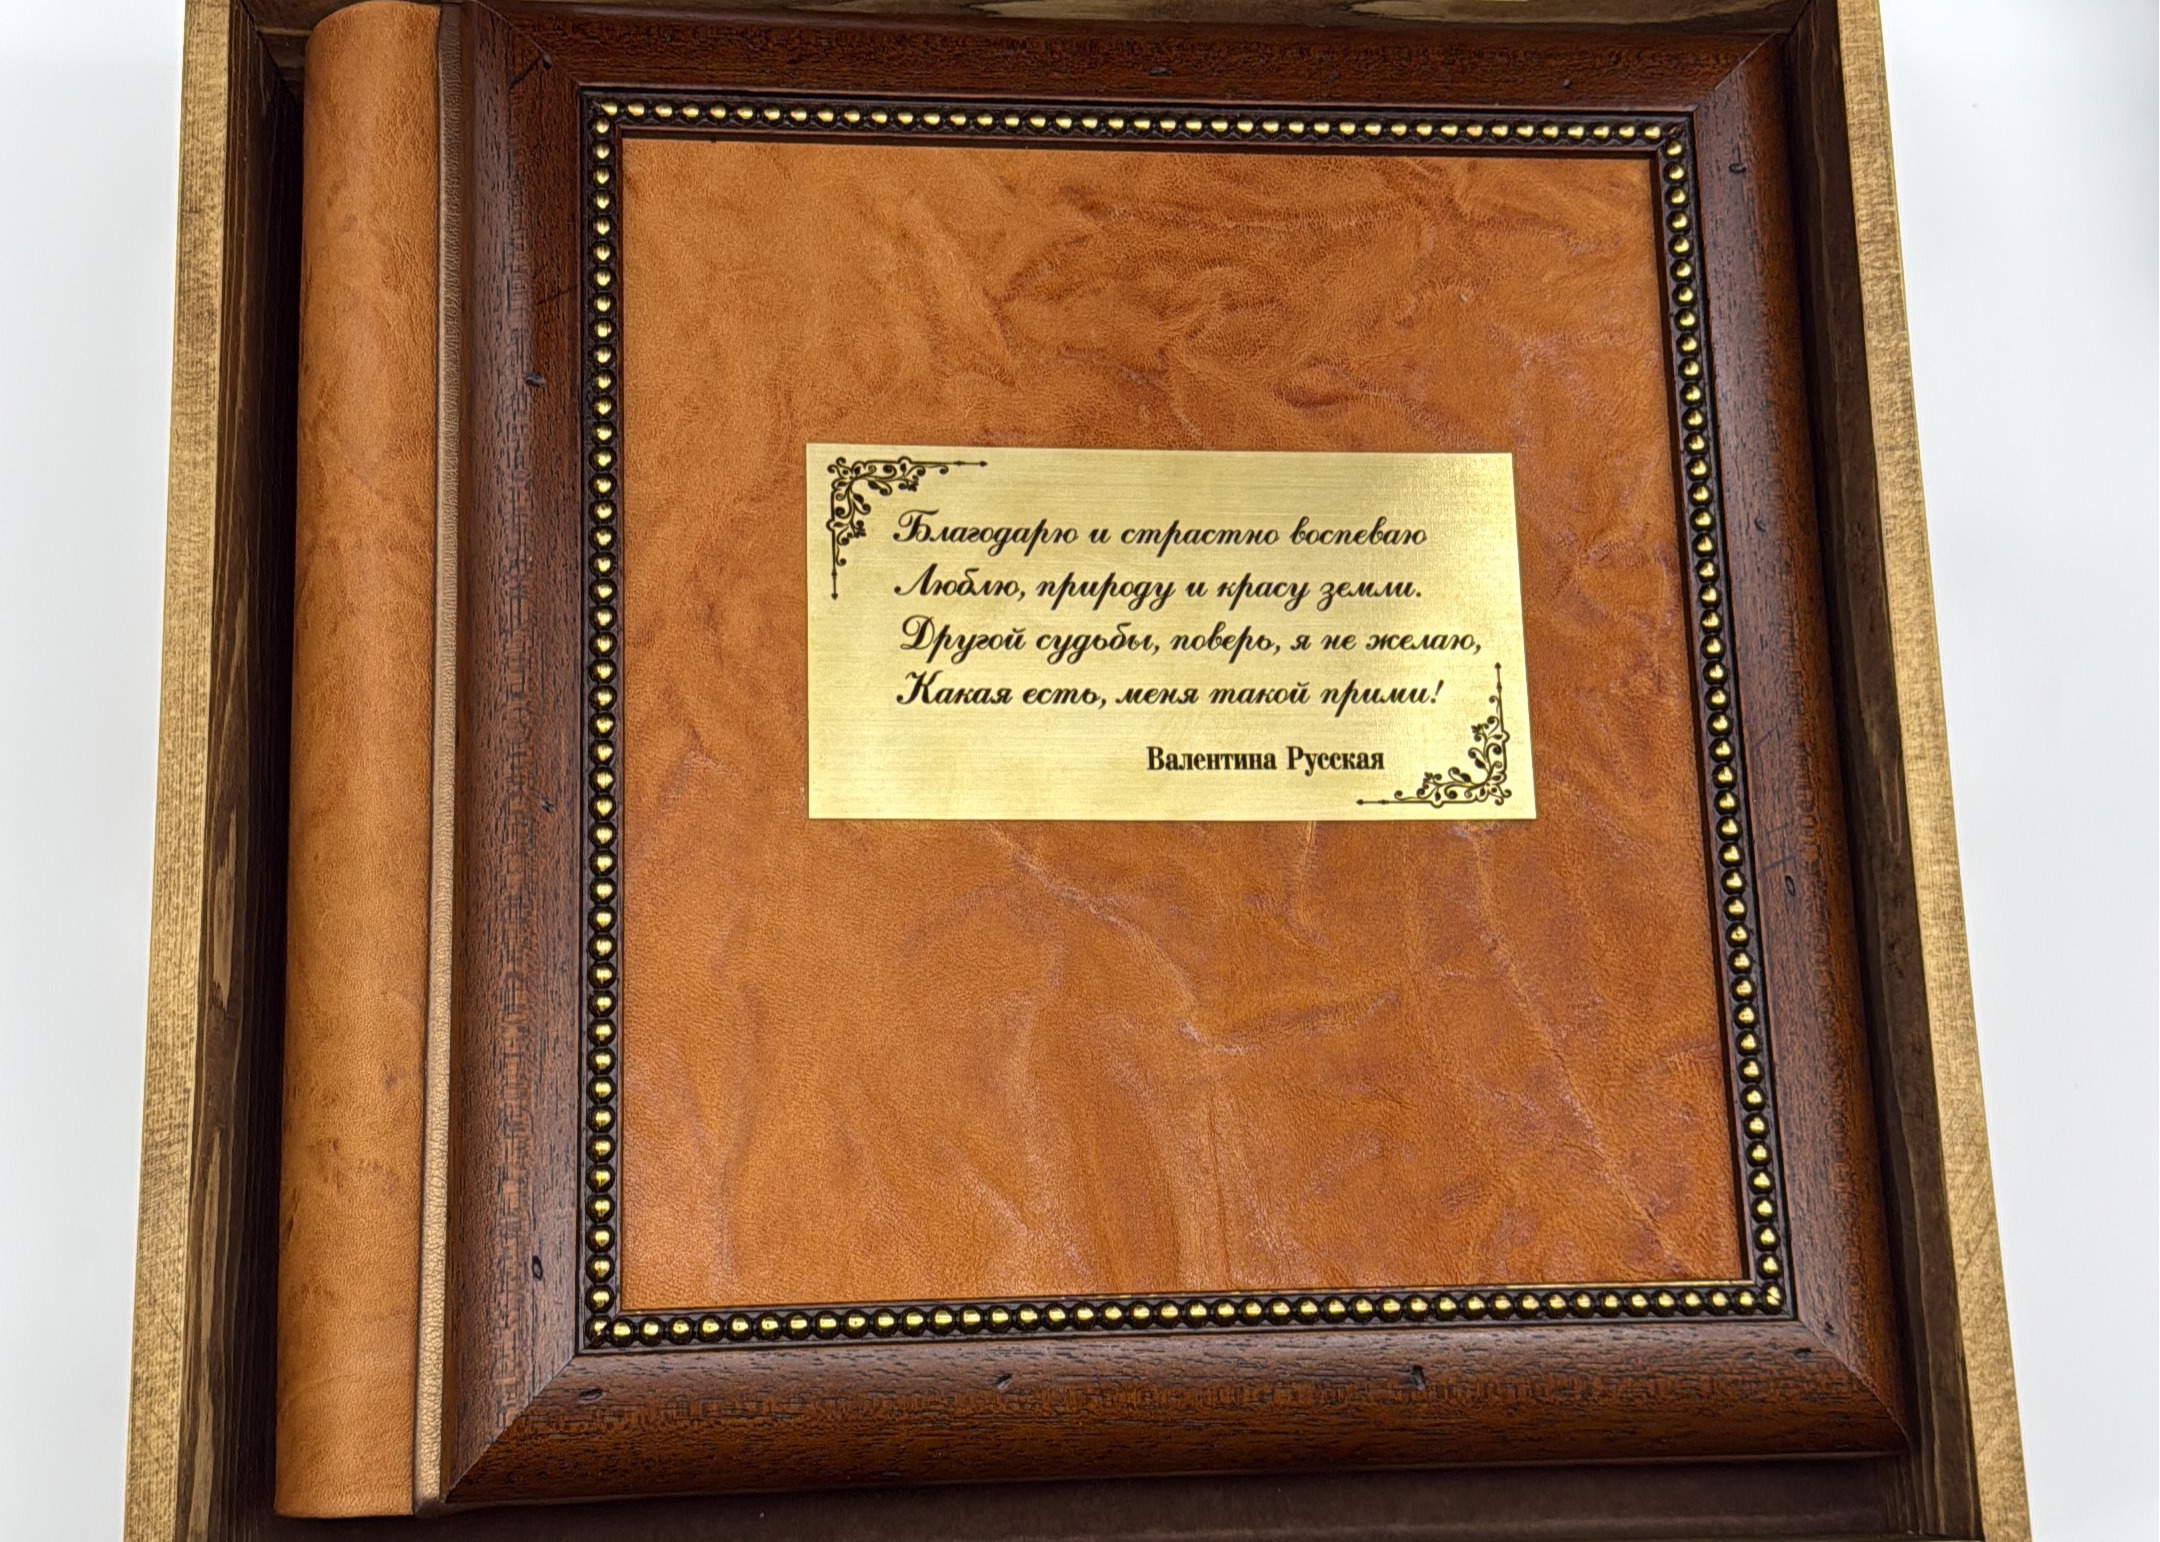 Благодарю и страстно воспеваю
Люблю, природу и красу земли.
Другой судьбы, поверь, я не желаю,
Какая есть, меня такой прими!
Валентина Русская